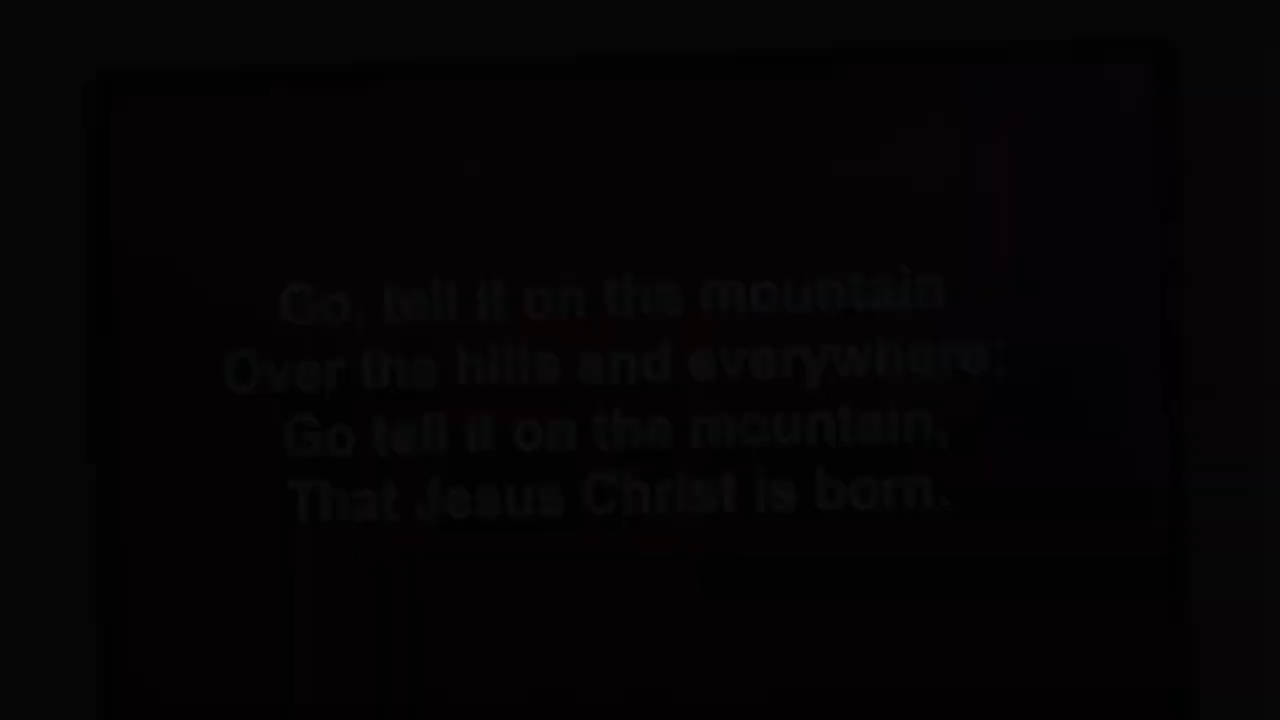 Go, tell it on the mountain
Over the hills and everywhere;
Go tell it on the mountain,
That Jesus Christ is born.